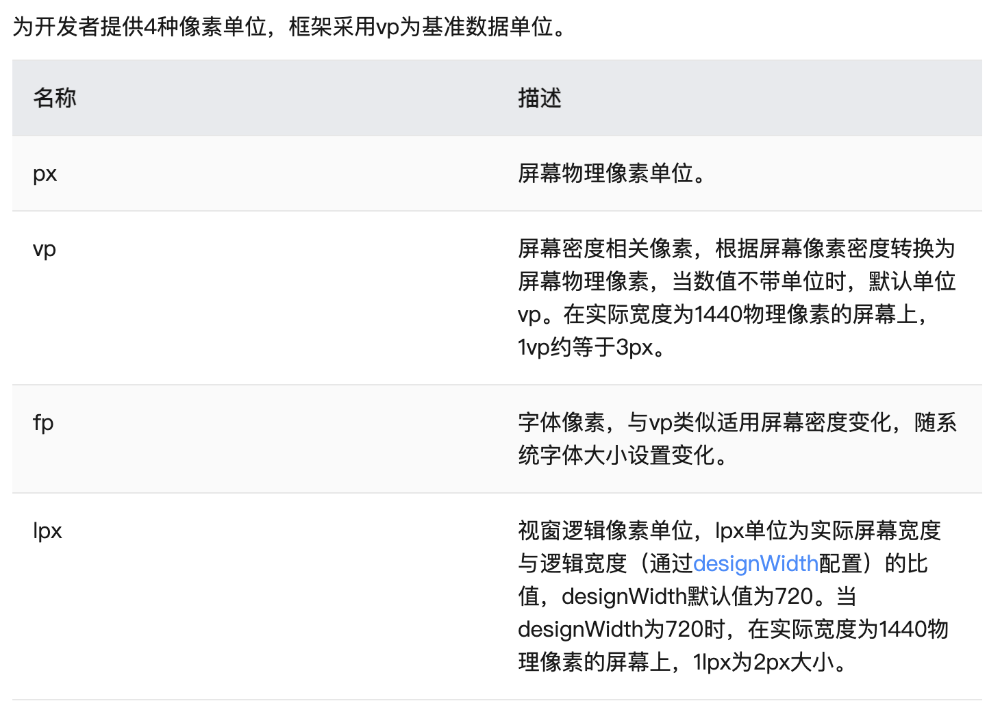 为开发者提供4种像素单位，框架采用vp为基准数据单位。
名称
描述
px
屏幕物理像素单位。
vp
屏幕密度相关像素，根据屏幕像素密度转换为
屏幕物理像素，当数值不带单位时，默认单位
vp。在实际宽度为1440物理像素的屏幕上，
1vp约等于3px。
fp
字体像素，与vp类似适用屏幕密度变化，随系
统字体大小设置变化。
lpx
视窗逻辑像素单位，lpx单位为实际屏幕宽度
与逻辑宽度（通过designWidth配置）的比
值，designWidth默认值为720。当
designWidth为720时，在实际宽度为1440物
理像素的屏幕上，1lpx为2px大小。